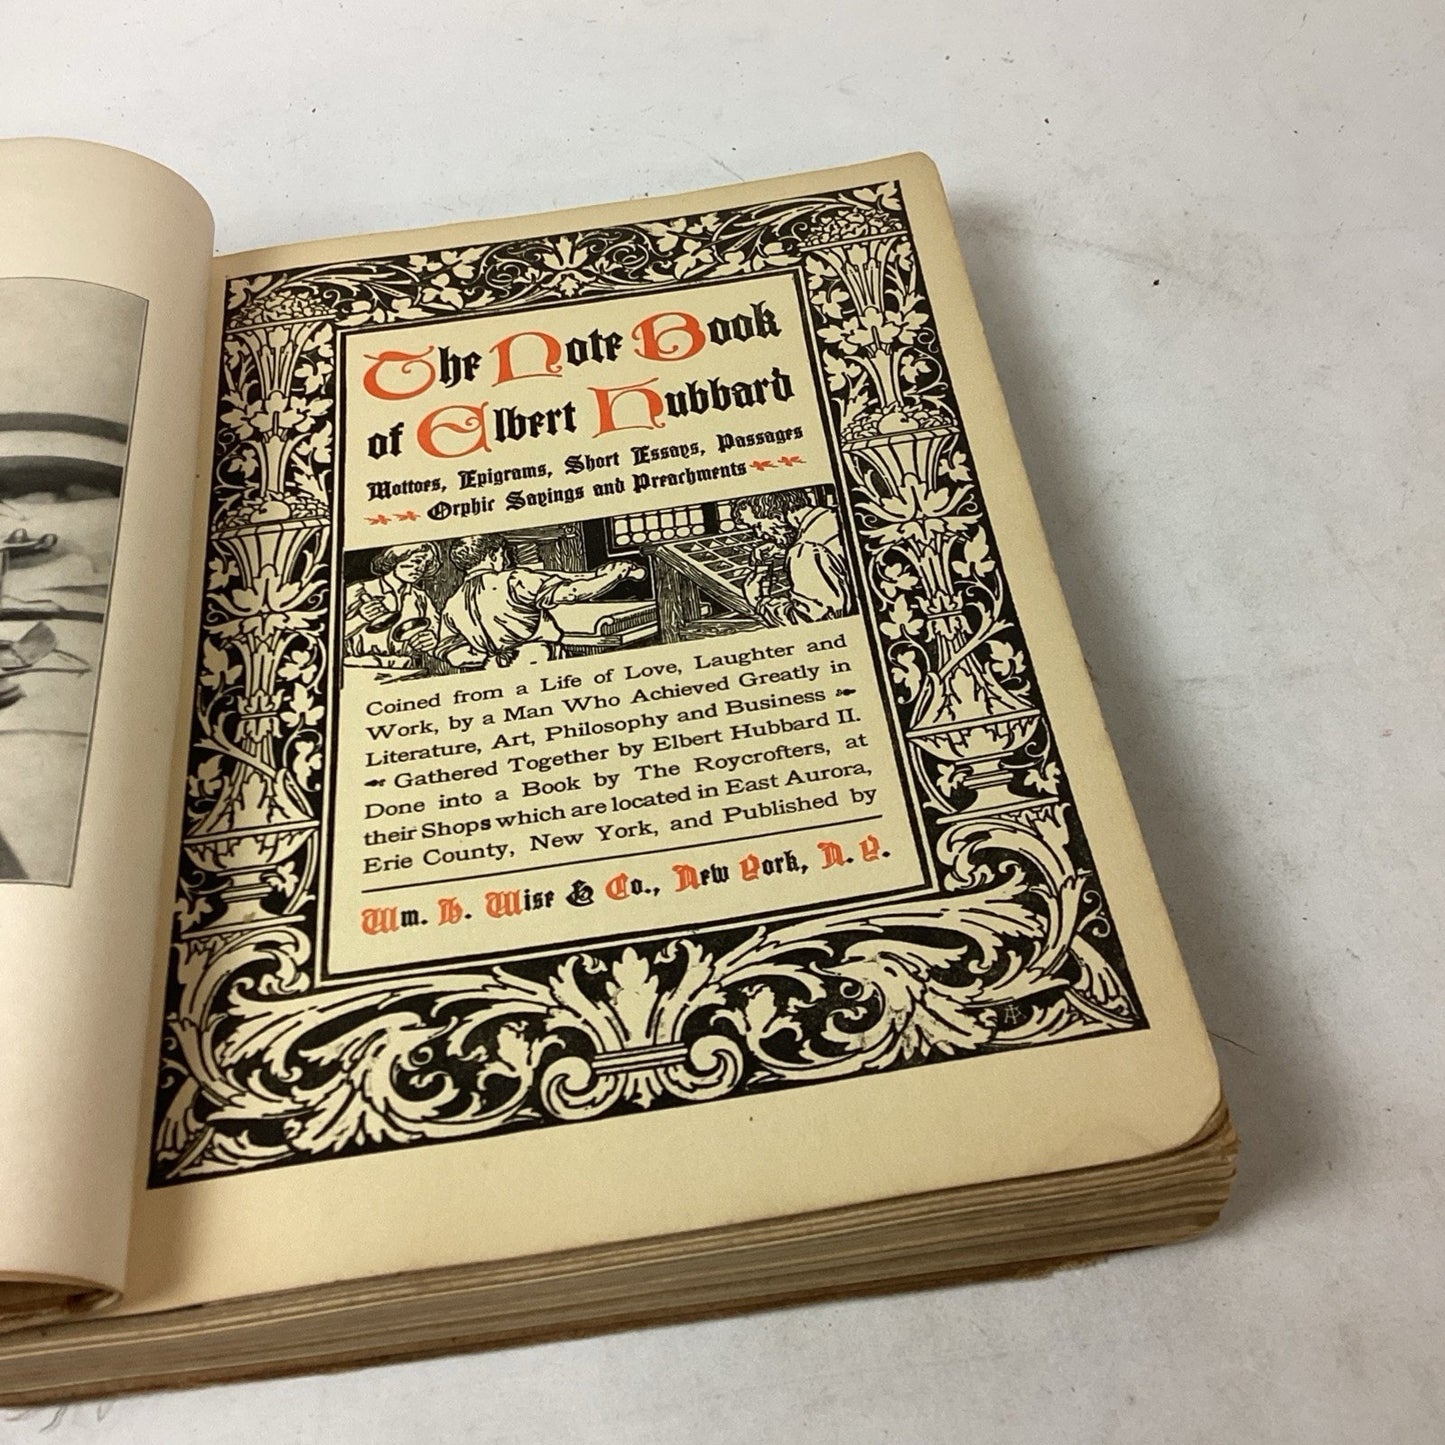 The Note Book
of Elbert Hubbard
Mottoes, Epigrams, Short Essays, Passages
Orphic Sayings and Preachments
Coined from a Life of Love, Laughter and
Work, by a Man Who Achieved Greatly in
Literature, Art, Philosophy and Business
Gathered Together by Elbert Hubbard II.
Done into a Book by The Roycrofters, at
their Shops which are located in East Aurora,
Erie County, New York, and Published by
Wm. H. Wise & Co., New York, N. Y.